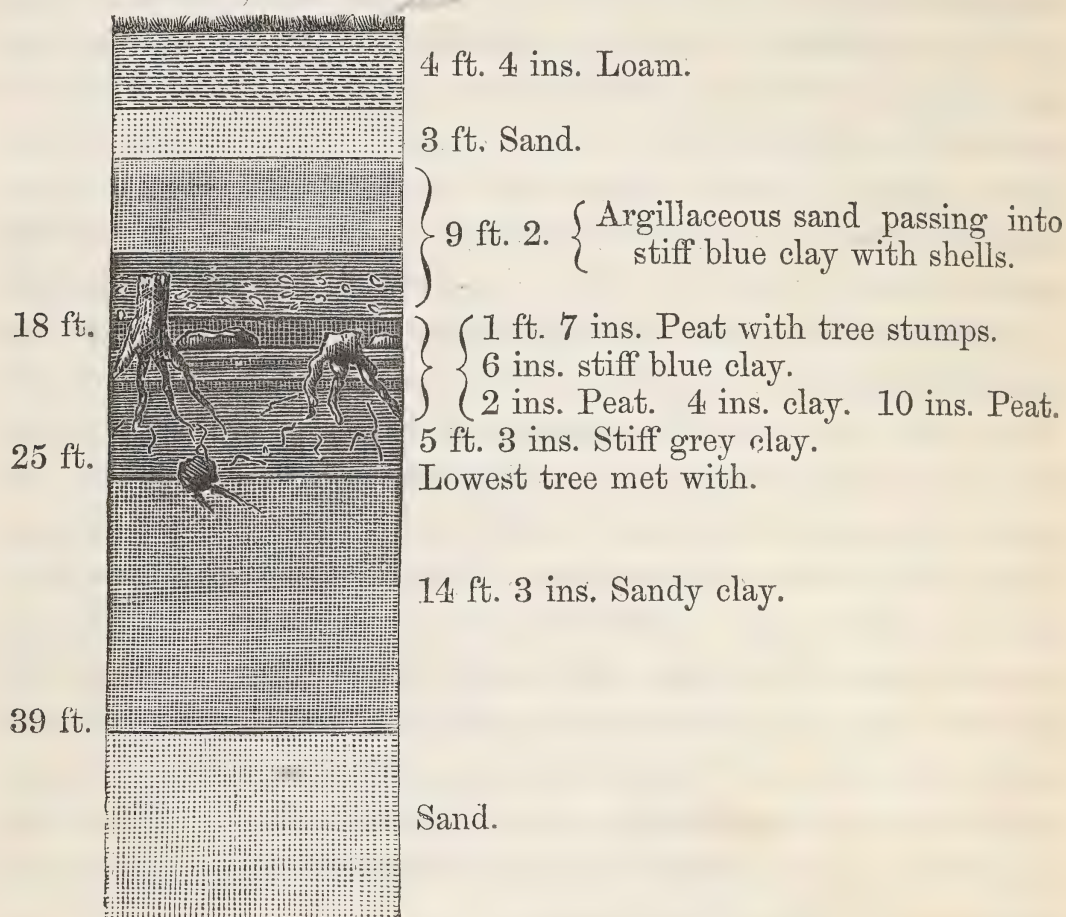 4 ft. 4 ins. Loam.
3 ft. Sand.
9 ft. 2. Argillaceous sand passing into
stiff blue clay with shells.
18 ft. 1 ft. 7 ins. Peat with tree stumps.
6 ins. stiff blue clay.
2 ins. Peat. 4 ins. clay. 10 ins. Peat.
5 ft. 3 ins. Stiff grey clay.
25 ft.
Lowest tree met with.
14 ft. 3 ins. Sandy clay.
39 ft.
Sand.